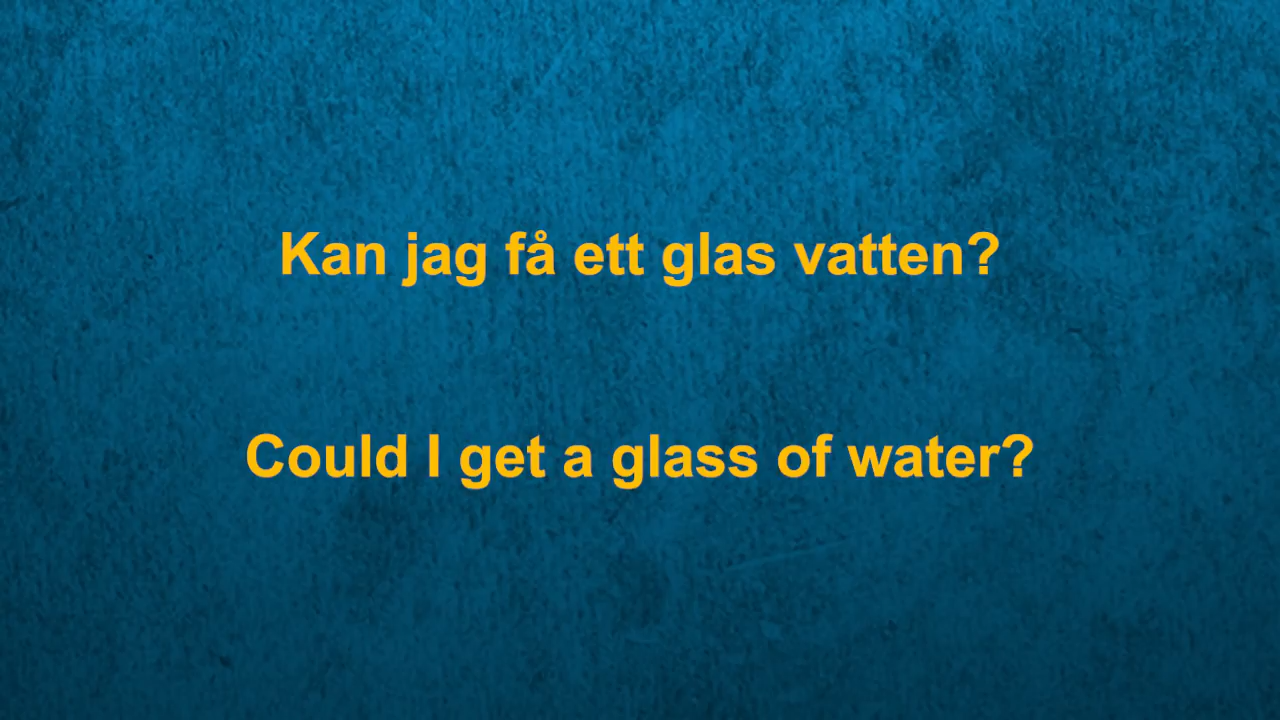 Kan jag få ett glas vatten?
Could I get a glass of water?